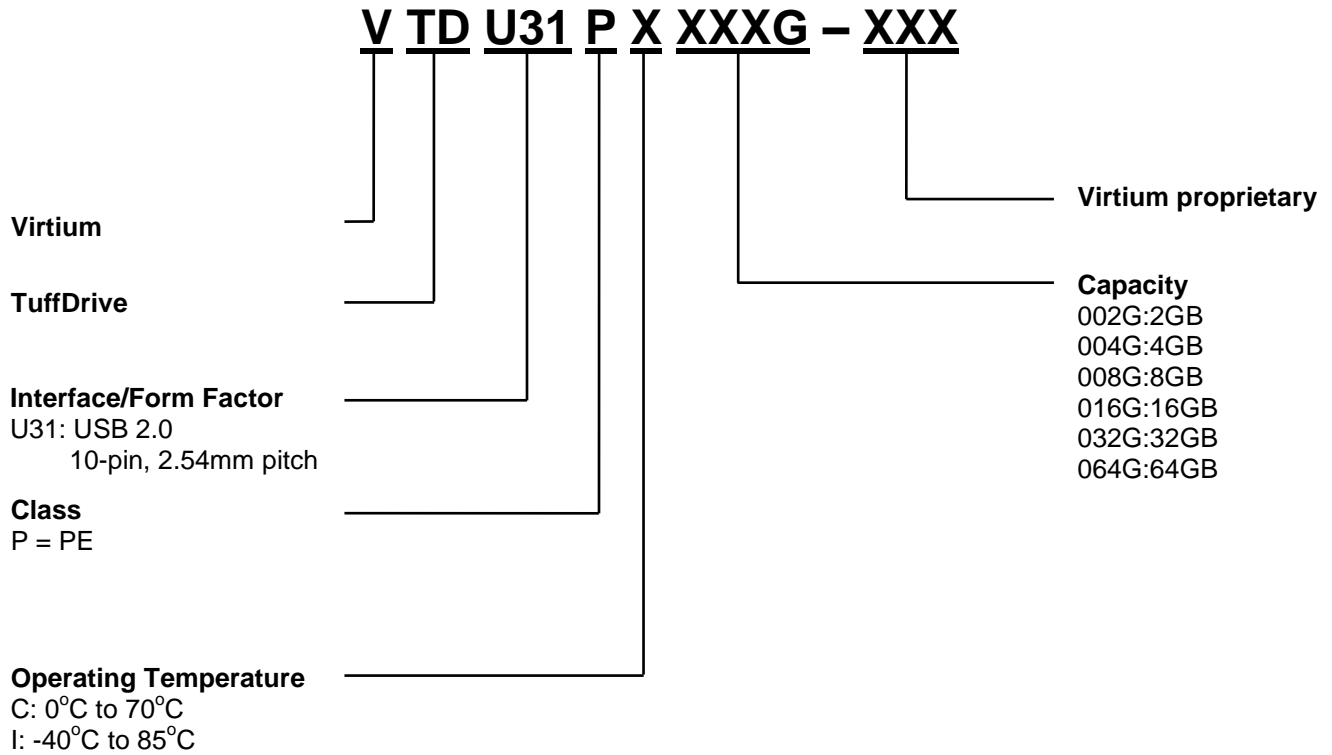 V TD U31 P X XXXG – XXX
Virtium
TuffDrive
Interface/Form Factor
U31: USB 2.0
10-pin, 2.54mm pitch
Class
P = PE
Operating Temperature
C: 0°C to 70°C
I: -40°C to 85°C
Virtium proprietary
Capacity
002G:2GB
004G:4GB
008G:8GB
016G:16GB
032G:32GB
064G:64GB